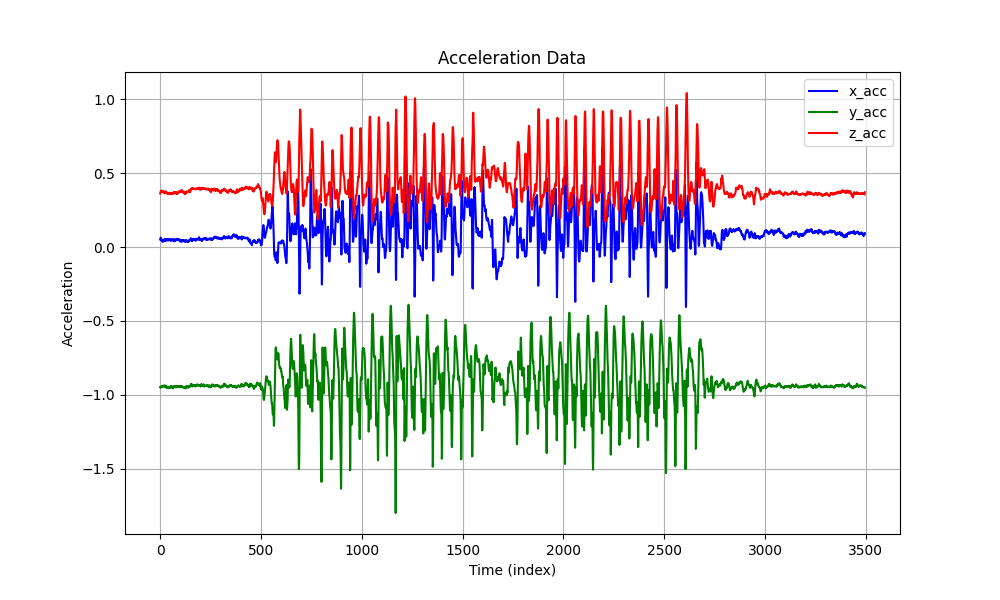 Acceleration Data
x_acc
y_acc
z_acc
1.0
0.5
0.0
−0.5
−1.0
−1.5
Acceleration
0 500 1000 1500 2000 2500 3000 3500
Time (index)